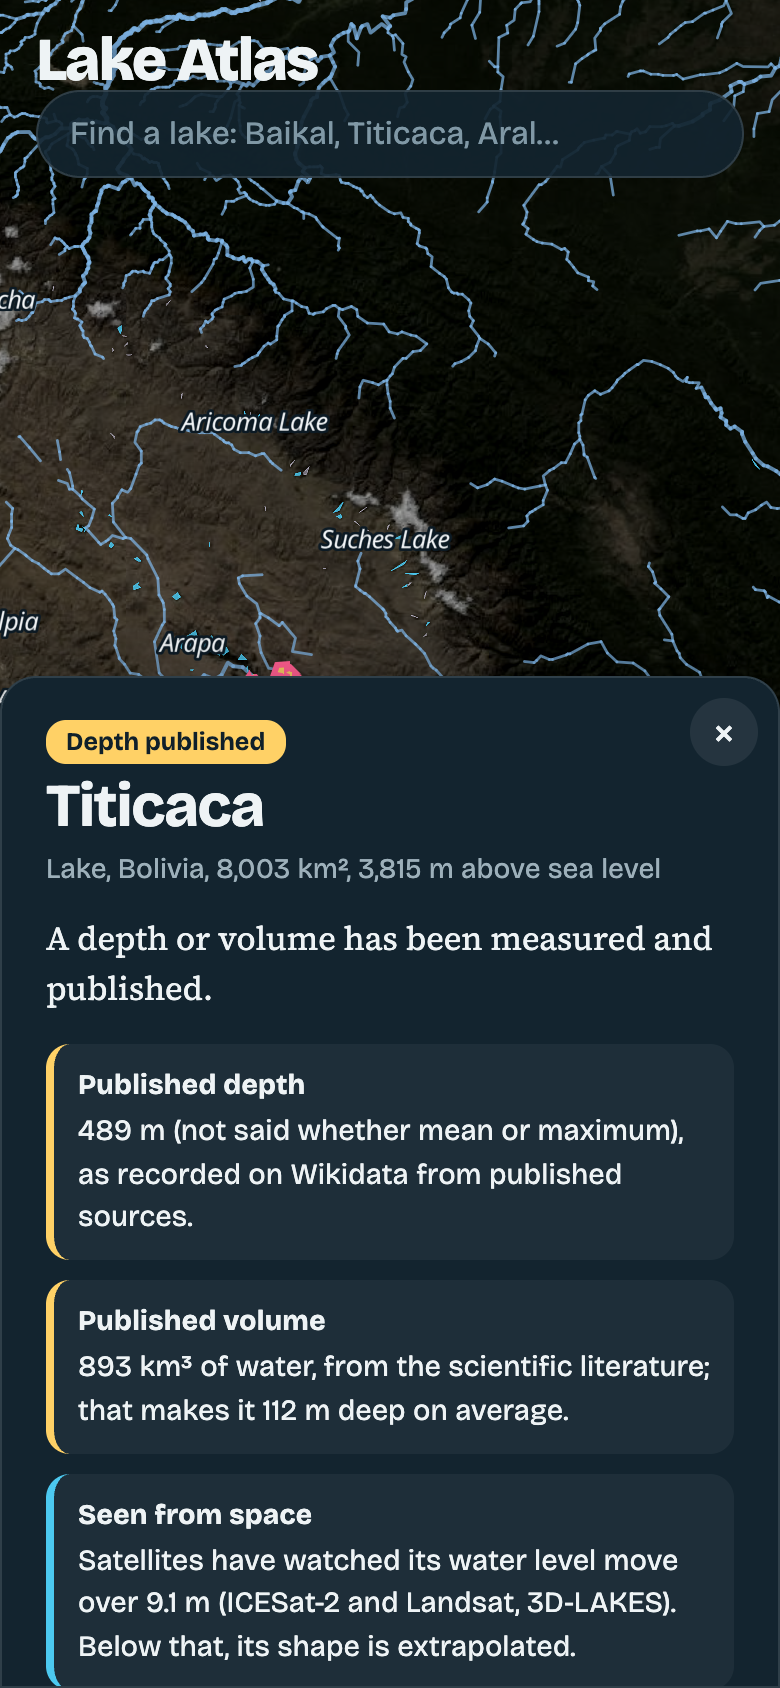 Lake Atlas
Find a lake: Baikal, Titicaca, Aral...
cha
Aricoma Lake
Suches Lake
lpia
Arapa
Depth published
×
Titicaca
Lake, Bolivia, 8,003 km², 3,815 m above sea level
A depth or volume has been measured and
published.
Published depth
489 m (not said whether mean or maximum),
as recorded on Wikidata from published
sources.
Published volume
893 km³ of water, from the scientific literature;
that makes it 112 m deep on average.
Seen from space
Satellites have watched its water level move
over 9.1 m (ICESat-2 and Landsat, 3D-LAKES).
Below that, its shape is extrapolated.